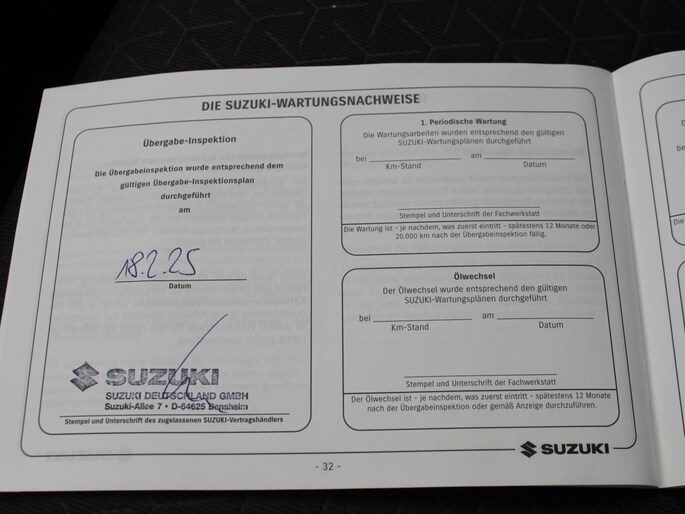 DIE SUZUKI-WARTUNGSNACHWEISE
Übergabe-Inspektion
Die Übergabeinspektion wurde entsprechend dem
gültigen Übergabe-Inspektionsplan
durchgeführt
am
18.2.25
Datum
SUZUKI
SUZUKI DEUTSCHLAND GMBH
Suzuki-Allee 7 • D-64625 Bensheim
Stempel und Unterschrift des zugelassenen SUZUKI-Vertragshändlers
1. Periodische Wartung
Die Wartungsarbeiten wurden entsprechend den gültigen
SUZUKI-Wartungsplänen durchgeführt
bei am
Km-Stand Datum
Stempel und Unterschrift der Fachwerkstatt
Die Wartung ist - je nachdem, was zuerst eintritt - spätestens 12 Monate oder
20.000 km nach der Übergabeinspektion fällig.
Ölwechsel
Der Ölwechsel wurde entsprechend den gültigen
SUZUKI-Wartungsplänen durchgeführt
bei am
Km-Stand Datum
Stempel und Unterschrift der Fachwerkstatt
Der Ölwechsel ist - je nachdem, was zuerst eintritt - spätestens 12 Monate
nach der Übergabeinspektion oder gemäß Anzeige durchzuführen.
SUZUKI
- 32 -